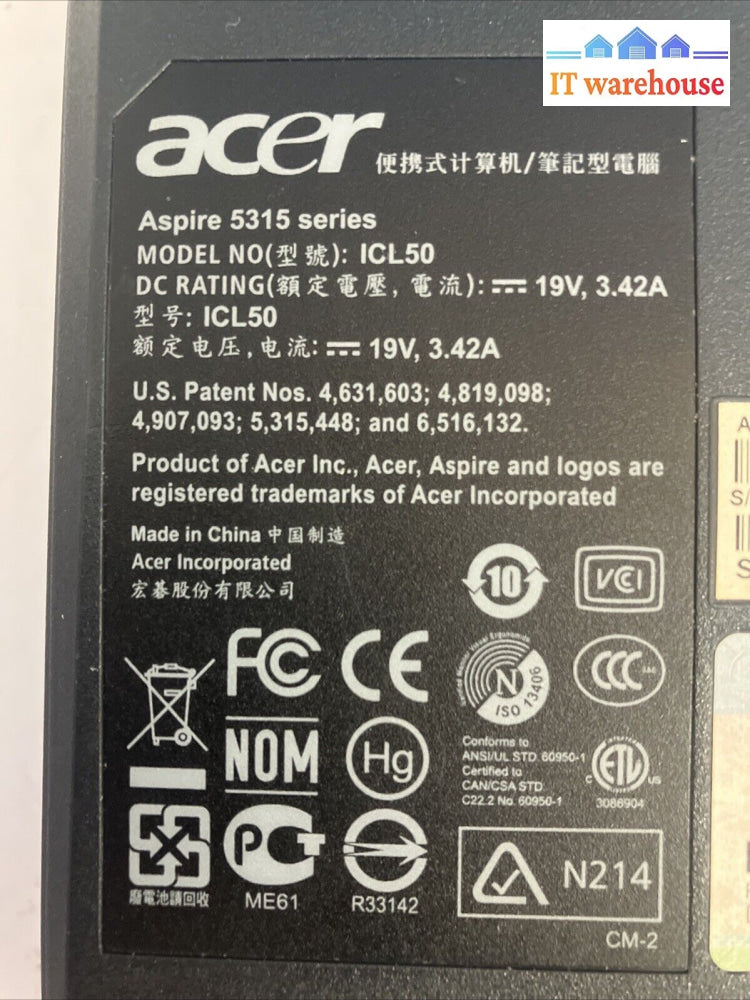 IT warehouse
acer 便携式计算机/筆記型電腦
Aspire 5315 series
MODEL NO(型號): ICL50
DC RATING(額定電壓, 電流): 19V, 3.42A
型号: ICL50
额定电压,电流: 19V, 3.42A
U.S. Patent Nos. 4,631,603; 4,819,098;
4,907,093; 5,315,448; and 6,516,132.
Product of Acer Inc., Acer, Aspire and logos are
registered trademarks of Acer Incorporated
Made in China 中国制造
Acer Incorporated
宏碁股份有限公司
10
VCI
FC CE
N
ISO 13406
CCC
NOM
Hg
Conforms to
ANSI/UL STD 60950-1
Certified to
CAN/CSA STD
C22.2 No. 60950-1
c ETL us
3086904
廢電池請回收
PCT
ME61
R33142
N214
CM-2
A
S/
S